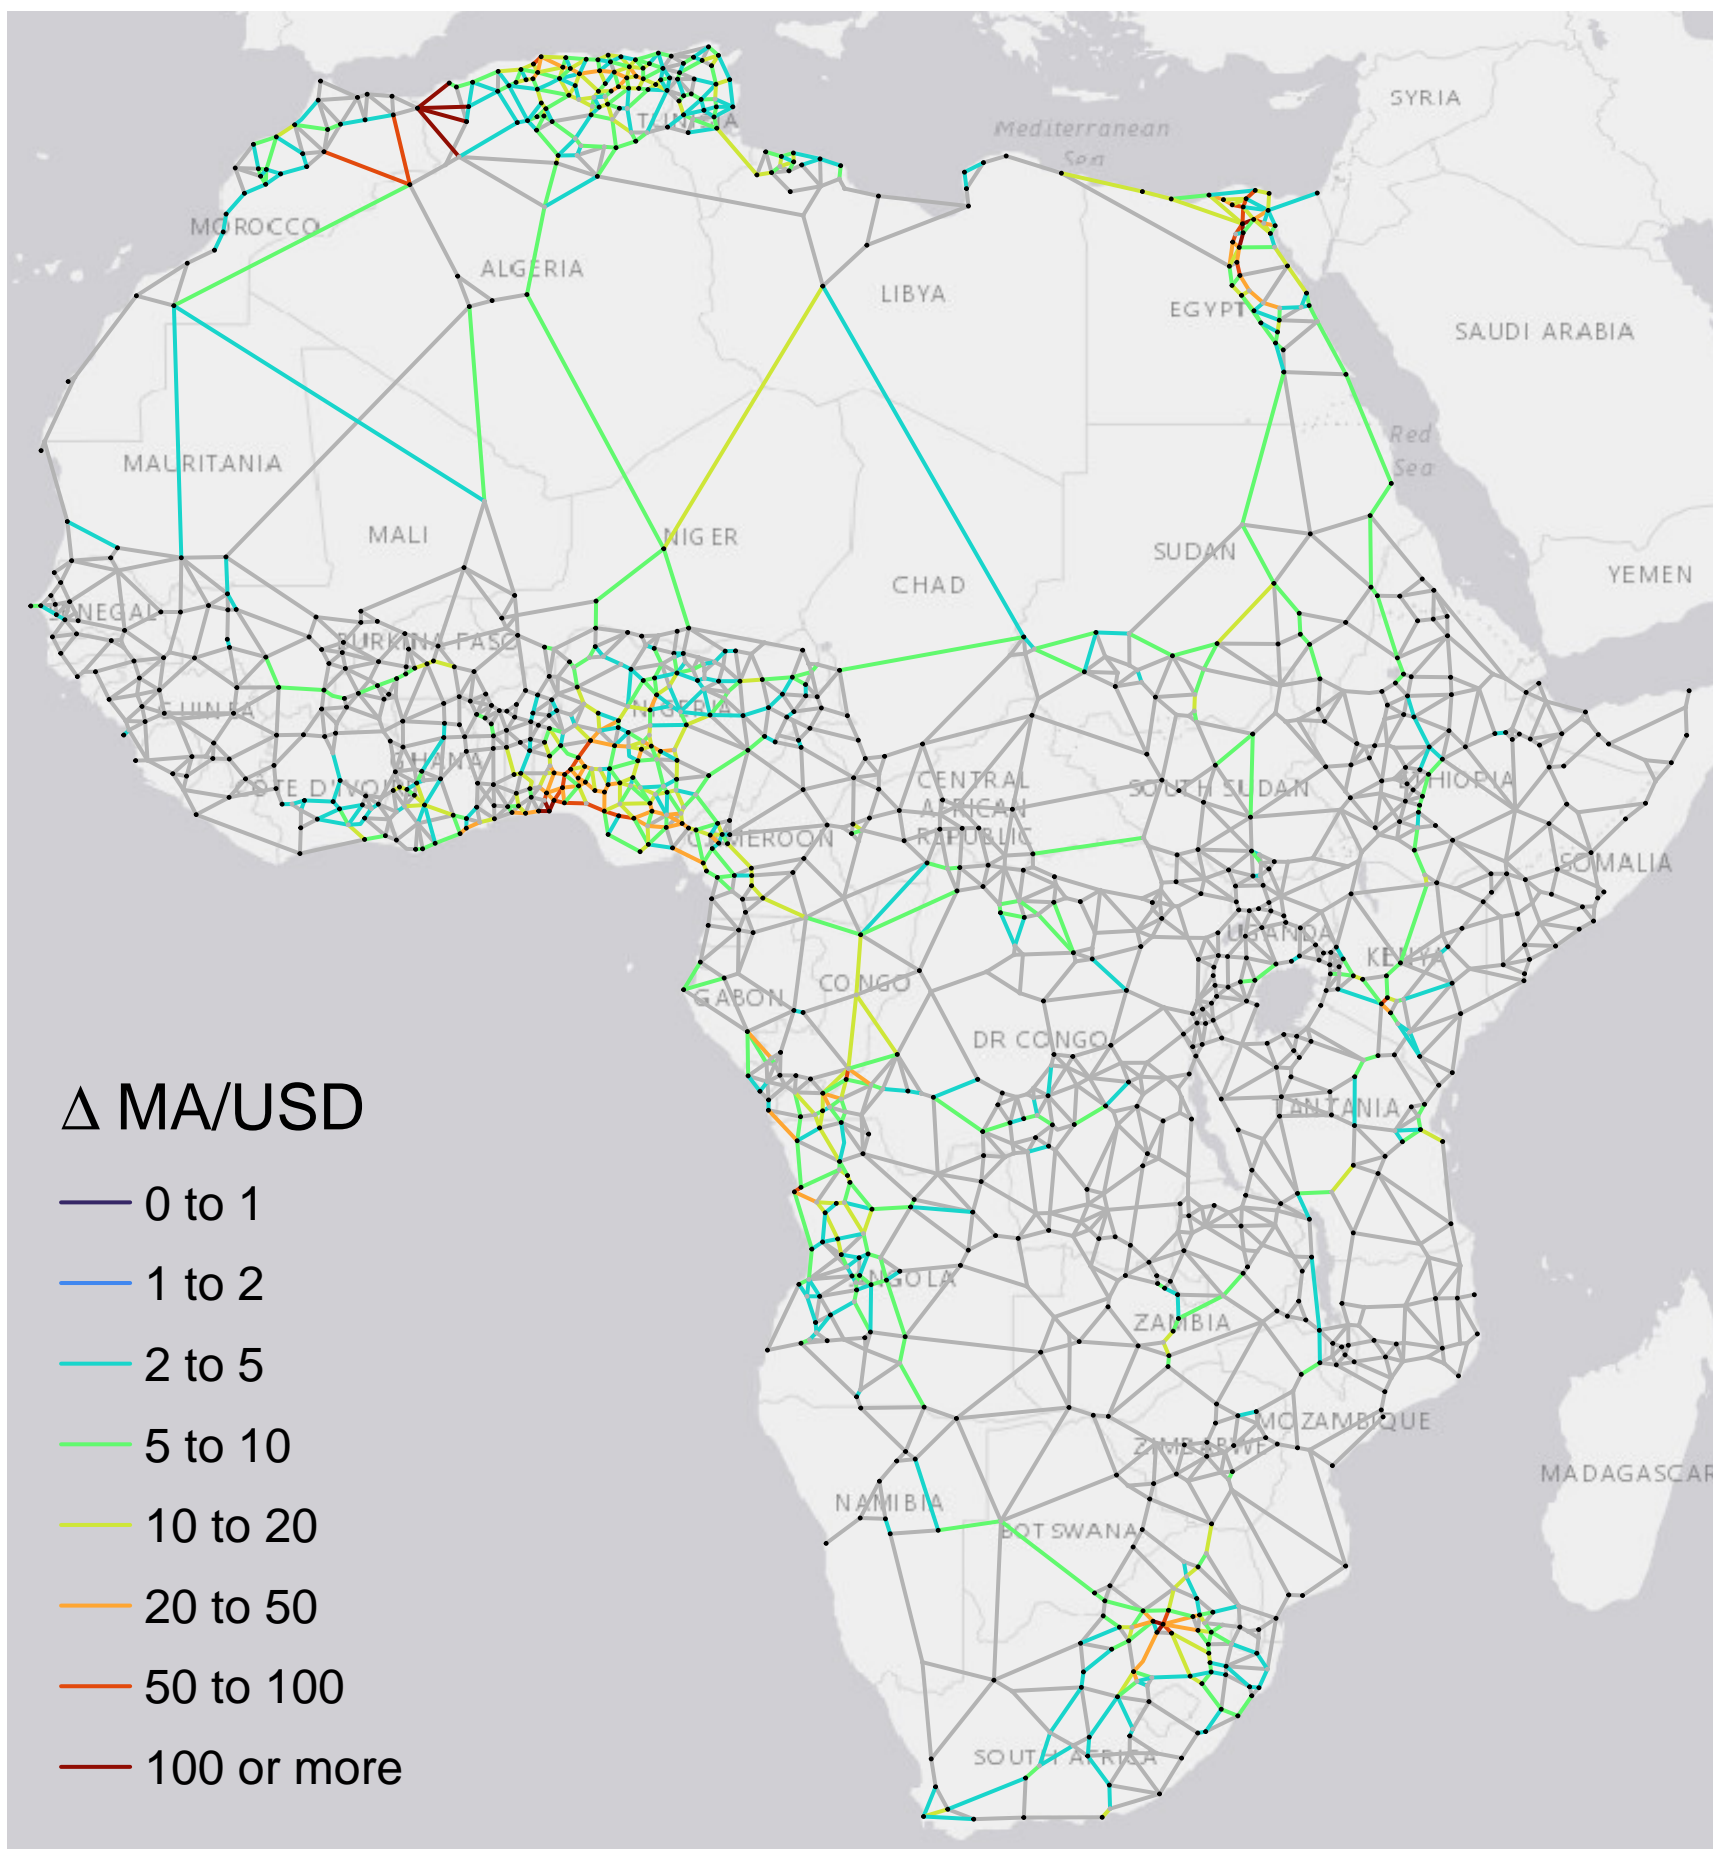 SYRIA
Mediterranean
Sea
TUNISIA
MOROCCO
ALGERIA
LIBYA
EGYPT
SAUDI ARABIA
Red
Sea
MAURITANIA
MALI
NIGER
CHAD
SUDAN
YEMEN
SENEGAL
BURKINA FASO
GUINEA
NIGERIA
GHANA
CÔTE D'IVOIRE
CENTRAL
AFRICAN
REPUBLIC
SOUTH SUDAN
ETHIOPIA
CAMEROON
SOMALIA
UGANDA
KENYA
GABON
CONGO
DR CONGO
TANZANIA
Δ MA/USD
0 to 1
1 to 2
2 to 5
5 to 10
10 to 20
20 to 50
50 to 100
100 or more
ANGOLA
ZAMBIA
MOZAMBIQUE
ZIMBABWE
MADAGASCAR
NAMIBIA
BOTSWANA
SOUTH AFRICA